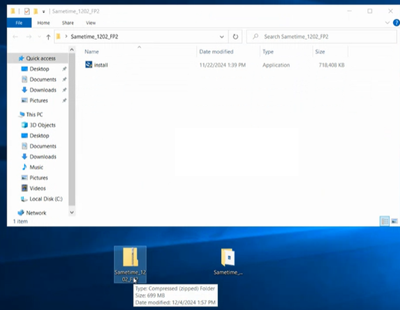 Sametime_1202_FP2
File
Home
Share
View
Sametime_1202_FP2
Search Sametime_1202_FP2
Name
Date modified
Type
Size
Quick access
Desktop
Documents
Downloads
Pictures
This PC
3D Objects
Desktop
Documents
Downloads
Music
Pictures
Videos
Local Disk (C:)
Network
install
11/22/2024 1:39 PM
Application
718,408 KB
1 item
Sametime_12
02_FP2
Sametime_...
Type: Compressed (zipped) Folder
Size: 699 MB
Date modified: 12/4/2024 1:57 PM